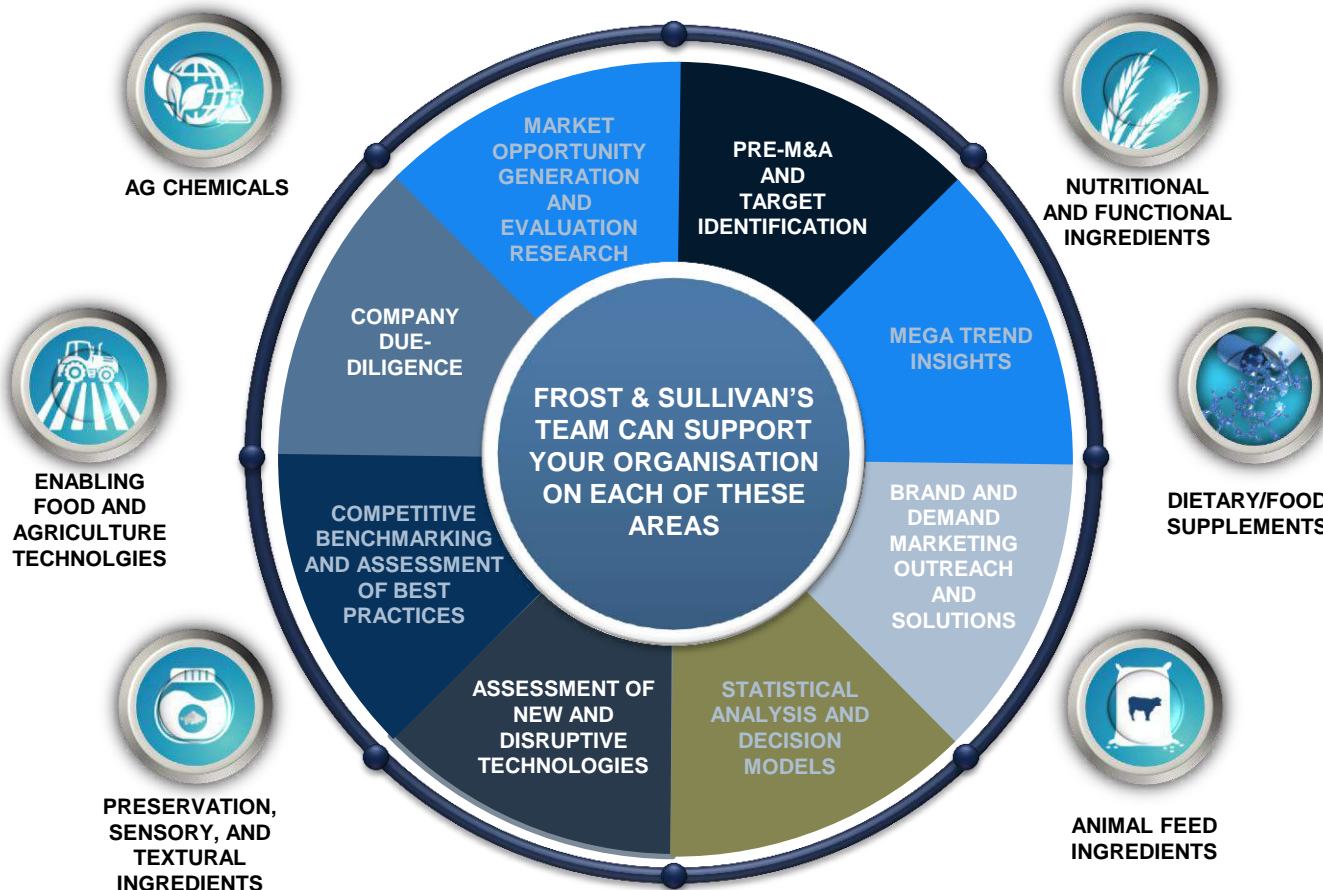 AG CHEMICALS
ENABLING
FOOD AND
AGRICULTURE
TECHNOLGIES
PRESERVATION,
SENSORY, AND
TEXTURAL
INGREDIENTS
MARKET
OPPORTUNITY
GENERATION
AND
EVALUATION
RESEARCH
PRE-M&A
AND
TARGET
IDENTIFICATION
MEGA TREND
INSIGHTS
BRAND AND
DEMAND
MARKETING
OUTREACH
AND
SOLUTIONS
STATISTICAL
ANALYSIS AND
DECISION
MODELS
ASSESSMENT OF
NEW AND
DISRUPTIVE
TECHNOLOGIES
COMPETITIVE
BENCHMARKING
AND ASSESSMENT
OF BEST
PRACTICES
COMPANY
DUE-
DILIGENCE
FROST & SULLIVAN’S
TEAM CAN SUPPORT
YOUR ORGANISATION
ON EACH OF THESE
AREAS
NUTRITIONAL
AND FUNCTIONAL
INGREDIENTS
DIETARY/FOOD
SUPPLEMENTS
ANIMAL FEED
INGREDIENTS